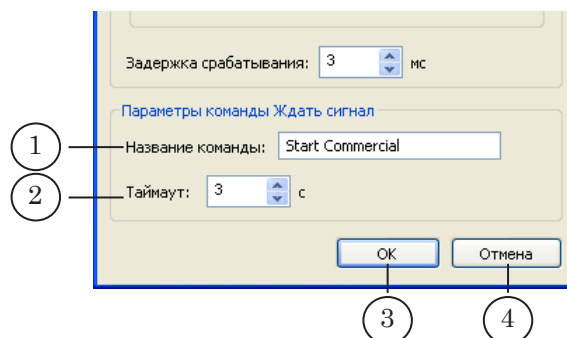 Задержка срабатывания: 3 мс
Параметры команды Ждать сигнал
1 Название команды: Start Commercial
2 Таймаут: 3 с
OK Отмена
3 4